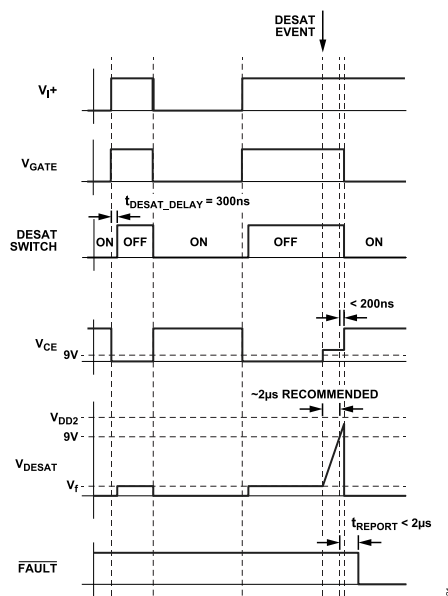 DESAT
EVENT
VI+
VGATE
tDESAT_DELAY = 300ns
DESAT
SWITCH
ON
OFF
ON
OFF
ON
< 200ns
VCE
9V
~2µs RECOMMENDED
VDD2
9V
VDESAT
Vf
tREPORT < 2µs
FAULT